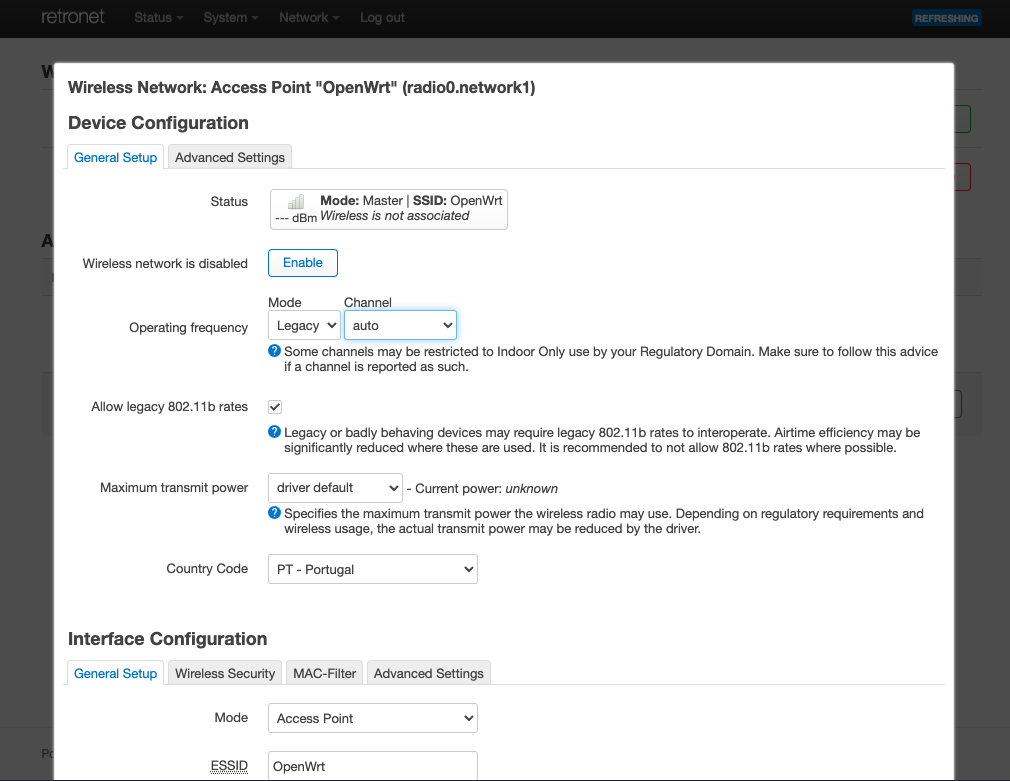 retronet Status System Network Log out REFRESHING
Wireless Network: Access Point "OpenWrt" (radio0.network1)
Device Configuration
General Setup Advanced Settings
Status
Mode: Master | SSID: OpenWrt
--- dBm Wireless is not associated
Wireless network is disabled Enable
Mode Channel
Operating frequency Legacy auto
Some channels may be restricted to Indoor Only use by your Regulatory Domain. Make sure to follow this advice
if a channel is reported as such.
Allow legacy 802.11b rates
Legacy or badly behaving devices may require legacy 802.11b rates to interoperate. Airtime efficiency may be
significantly reduced where these are used. It is recommended to not allow 802.11b rates where possible.
Maximum transmit power driver default - Current power: unknown
Specifies the maximum transmit power the wireless radio may use. Depending on regulatory requirements and
wireless usage, the actual transmit power may be reduced by the driver.
Country Code PT - Portugal
Interface Configuration
General Setup Wireless Security MAC-Filter Advanced Settings
Mode Access Point
ESSID OpenWrt